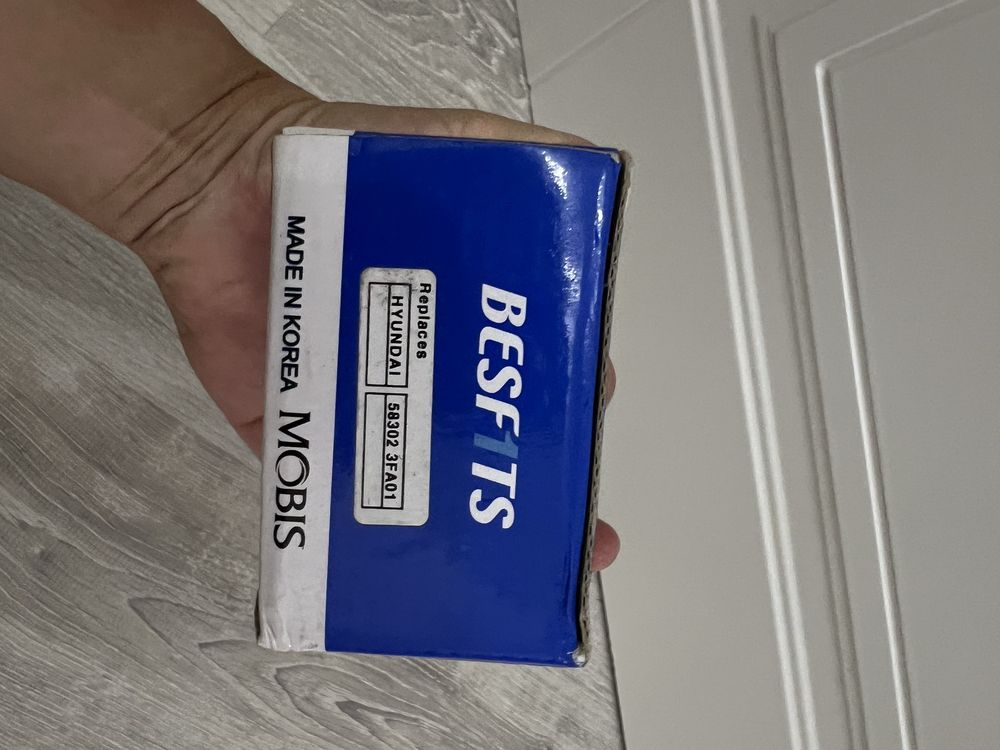 BESF1TS
Replaces
HYUNDAI 58302 3FA01
MADE IN KOREA MOBIS